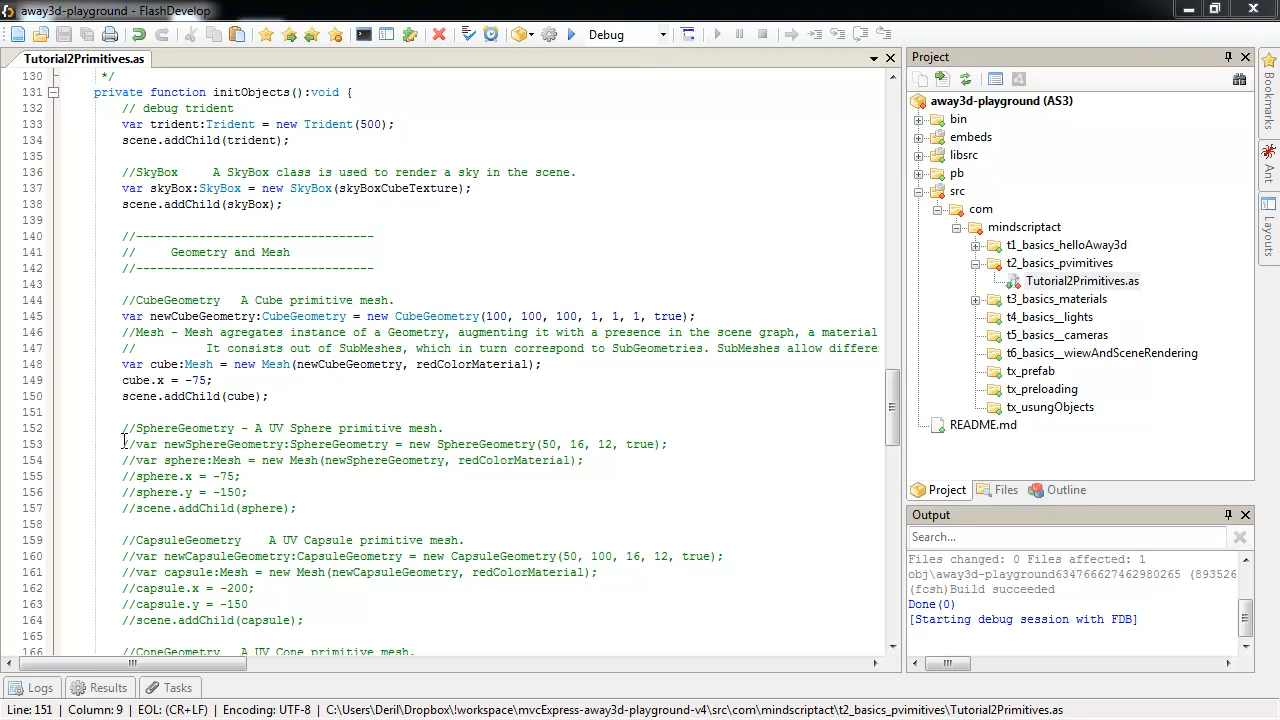 away3d-playground - FlashDevelop
Debug
Tutorial2Primitives.as
130 */
131 private function initObjects():void {
132 // debug trident
133 var trident:Trident = new Trident(500);
134 scene.addChild(trident);
135
136 //SkyBox A SkyBox class is used to render a sky in the scene.
137 var skyBox:SkyBox = new SkyBox(skyBoxCubeTexture);
138 scene.addChild(skyBox);
139
140 //----------------------------------
141 // Geometry and Mesh
142 //----------------------------------
143
144 //CubeGeometry A Cube primitive mesh.
145 var newCubeGeometry:CubeGeometry = new CubeGeometry(100, 100, 100, 1, 1, 1, true);
146 //Mesh - Mesh agregates instance of a Geometry, augmenting it with a presence in the scene graph, a material
147 // It consists out of SubMeshes, which in turn correspond to SubGeometries. SubMeshes allow differe
148 var cube:Mesh = new Mesh(newCubeGeometry, redColorMaterial);
149 cube.x = -75;
150 scene.addChild(cube);
151
152 //SphereGeometry - A UV Sphere primitive mesh.
153 //var newSphereGeometry:SphereGeometry = new SphereGeometry(50, 16, 12, true);
154 //var sphere:Mesh = new Mesh(newSphereGeometry, redColorMaterial);
155 //sphere.x = -75;
156 //sphere.y = -150;
157 //scene.addChild(sphere);
158
159 //CapsuleGeometry A UV Capsule primitive mesh.
160 //var newCapsuleGeometry:CapsuleGeometry = new CapsuleGeometry(50, 100, 16, 12, true);
161 //var capsule:Mesh = new Mesh(newCapsuleGeometry, redColorMaterial);
162 //capsule.x = -200;
163 //capsule.y = -150
164 //scene.addChild(capsule);
165
166 //ConeGeometry A UV Cone primitive mesh.
Project
away3d-playground (AS3)
bin
embeds
libsrc
pb
src
com
mindscriptact
t1_basics_helloAway3d
t2_basics_pvimitives
Tutorial2Primitives.as
t3_basics_materials
t4_basics__lights
t5_basics__cameras
t6_basics__wiewAndSceneRendering
tx_prefab
tx_preloading
tx_usungObjects
README.md
Project Files Outline
Output
Search...
Files changed: 0 Files affected: 1
obj\away3d-playground634766627462980265 (893526
(fcsh)Build succeeded
Done(0)
[Starting debug session with FDB]
Bookmarks
Ant
Layouts
Logs Results Tasks
Line: 151 Column: 9 EOL: (CR+LF) Encoding: UTF-8 C:\Users\Deril\Dropbox\!workspace\mvcExpress-away3d-playground-v4\src\com\mindscriptact\t2_basics_pvimitives\Tutorial2Primitives.as